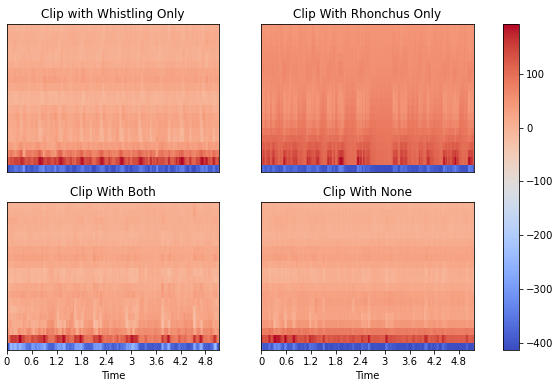 Clip with Whistling Only
Clip With Rhonchus Only
100
0
−100
−200
−300
−400
Clip With Both
Clip With None
0 0.6 1.2 1.8 2.4 3 3.6 4.2 4.8
0 0.6 1.2 1.8 2.4 3 3.6 4.2 4.8
Time
Time